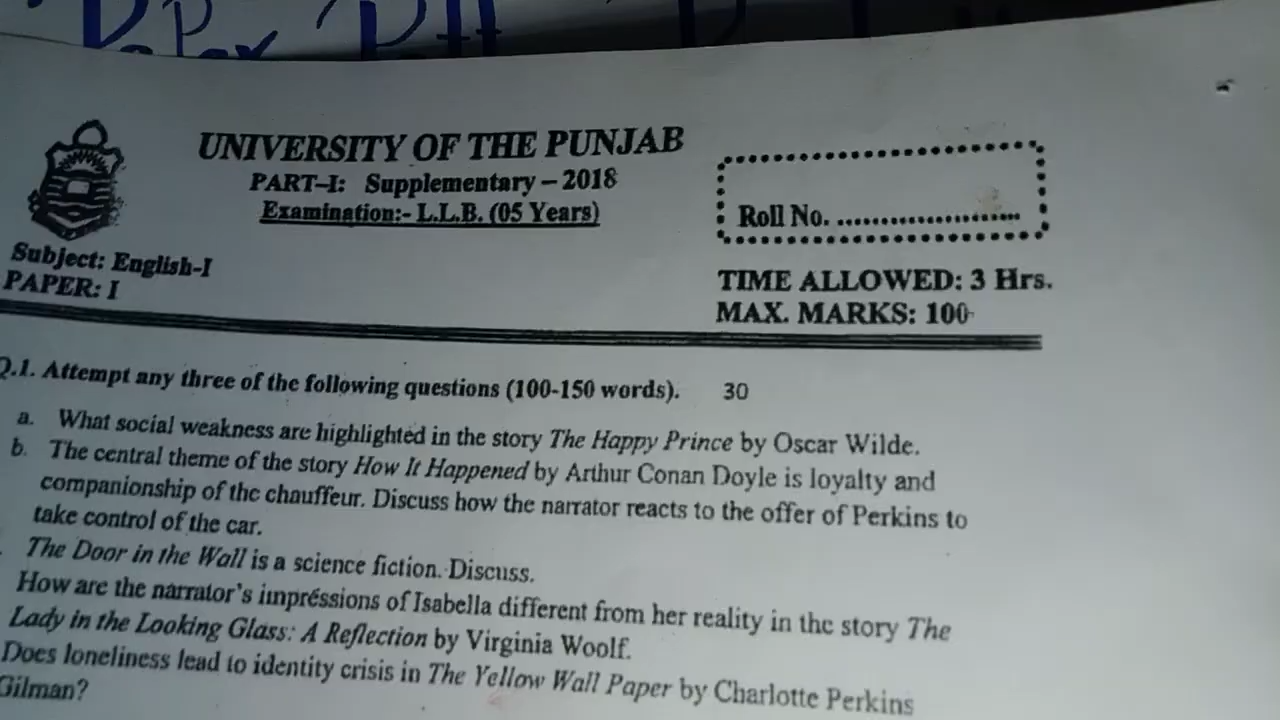 Paper
UNIVERSITY OF THE PUNJAB
PART–I: Supplementary – 2018
Examination:- L.L.B. (05 Years)
Roll No. ........................
Subject: English-I
PAPER: I
TIME ALLOWED: 3 Hrs.
MAX. MARKS: 100
Q.1. Attempt any three of the following questions (100-150 words). 30
a. What social weakness are highlighted in the story The Happy Prince by Oscar Wilde.
b. The central theme of the story How It Happened by Arthur Conan Doyle is loyalty and
companionship of the chauffeur. Discuss how the narrator reacts to the offer of Perkins to
take control of the car.
The Door in the Wall is a science fiction. Discuss.
How are the narrator's impressions of Isabella different from her reality in the story The
Lady in the Looking Glass: A Reflection by Virginia Woolf.
Does loneliness lead to identity crisis in The Yellow Wall Paper by Charlotte Perkins
Gilman?